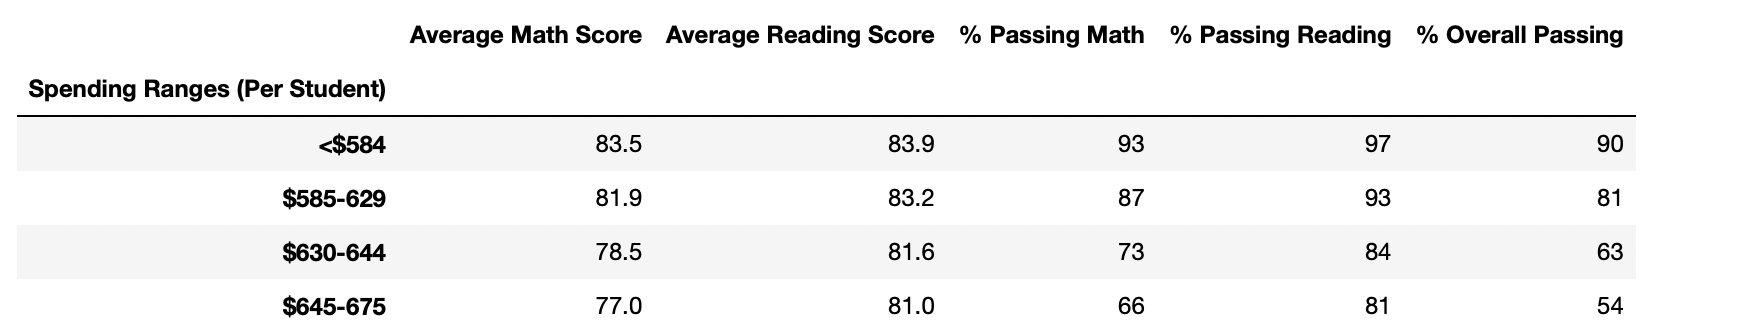 Average Math Score Average Reading Score % Passing Math % Passing Reading % Overall Passing
Spending Ranges (Per Student)
<$584 83.5 83.9 93 97 90
$585-629 81.9 83.2 87 93 81
$630-644 78.5 81.6 73 84 63
$645-675 77.0 81.0 66 81 54